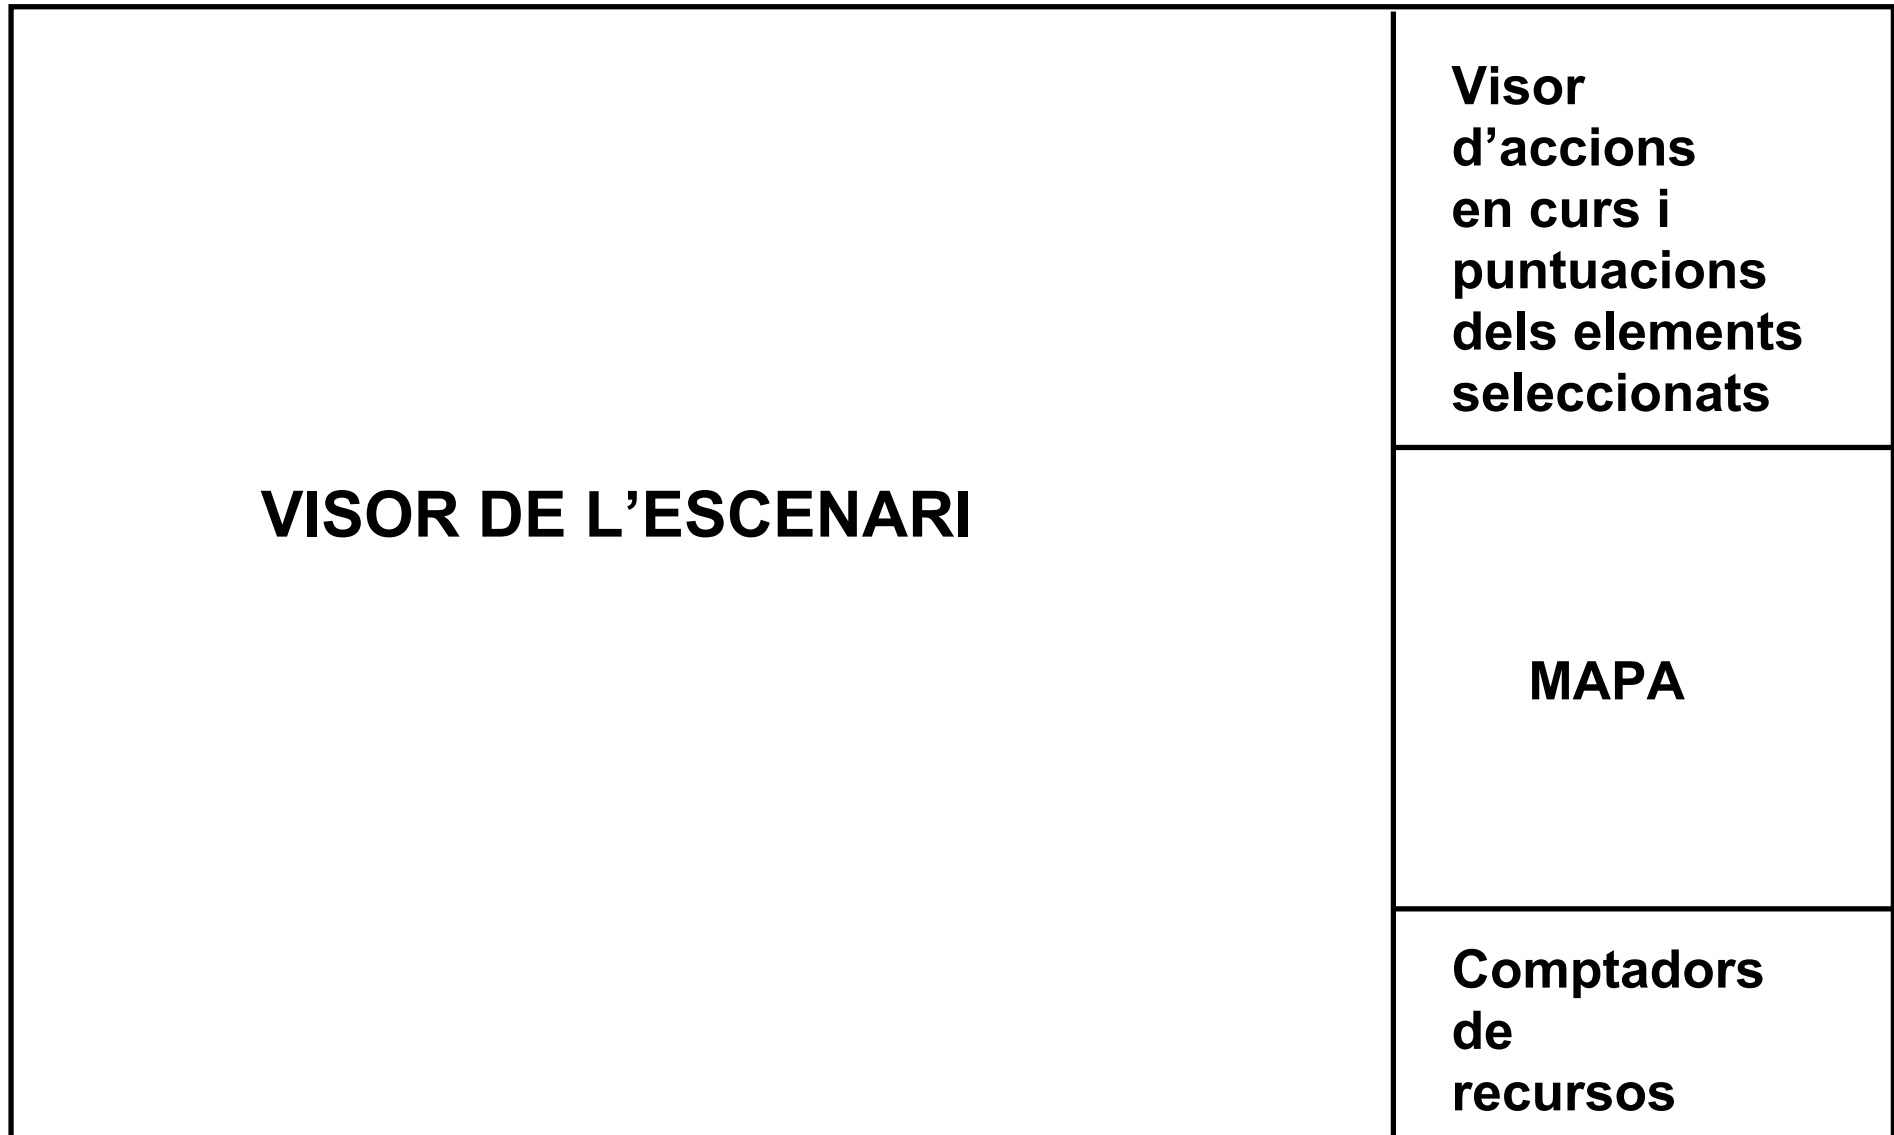 VISOR DE L’ESCENARI
Visor
d’accions
en curs i
puntuacions
dels elements
seleccionats
MAPA
Comptadors
de
recursos